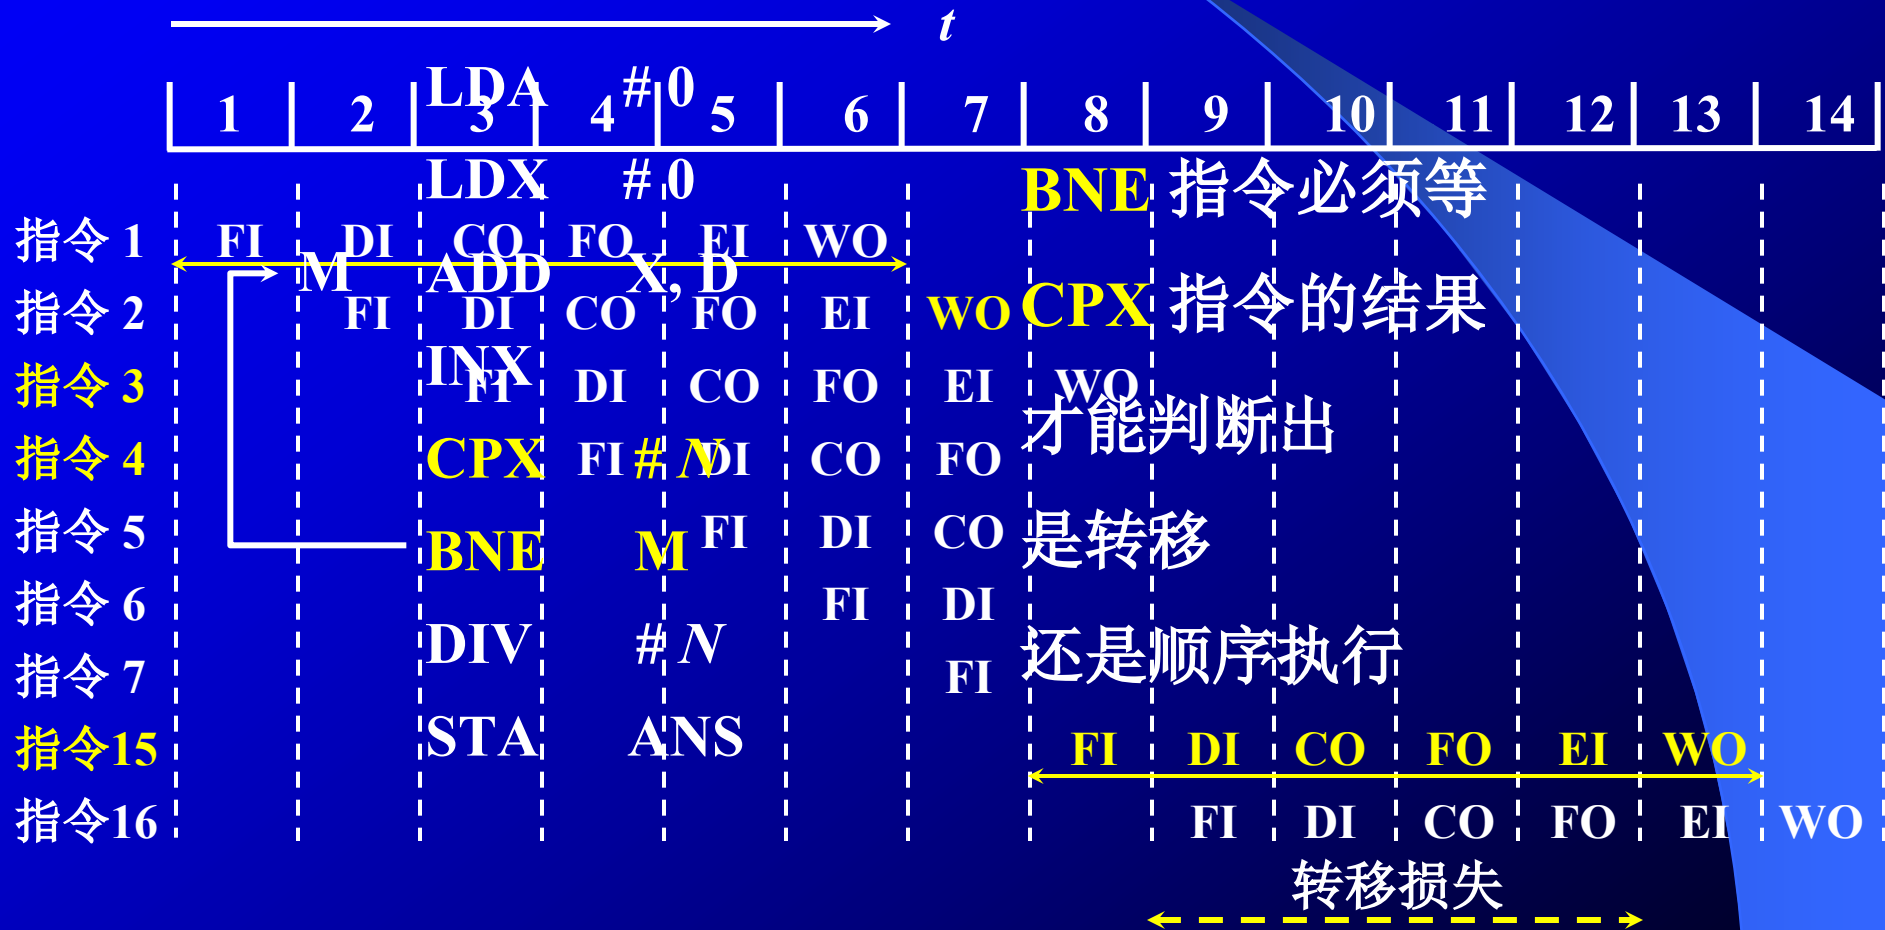 t
1 2 3 4 5 6 7 8 9 10 11 12 13 14
指令 1 FI DI CO FO EI WO
指令 2 FI DI CO FO EI WO
指令 3 FI DI CO FO EI WO
指令 4 FI DI CO FO
指令 5 FI DI CO
指令 6 FI DI
指令 7 FI
指令15 FI DI CO FO EI WO
指令16 FI DI CO FO EI WO
转移损失
LDA # 0
LDX # 0
M ADD X, D
INX
CPX # N
BNE M
DIV # N
STA ANS
BNE 指令必须等
CPX 指令的结果
才能判断出
是转移
还是顺序执行